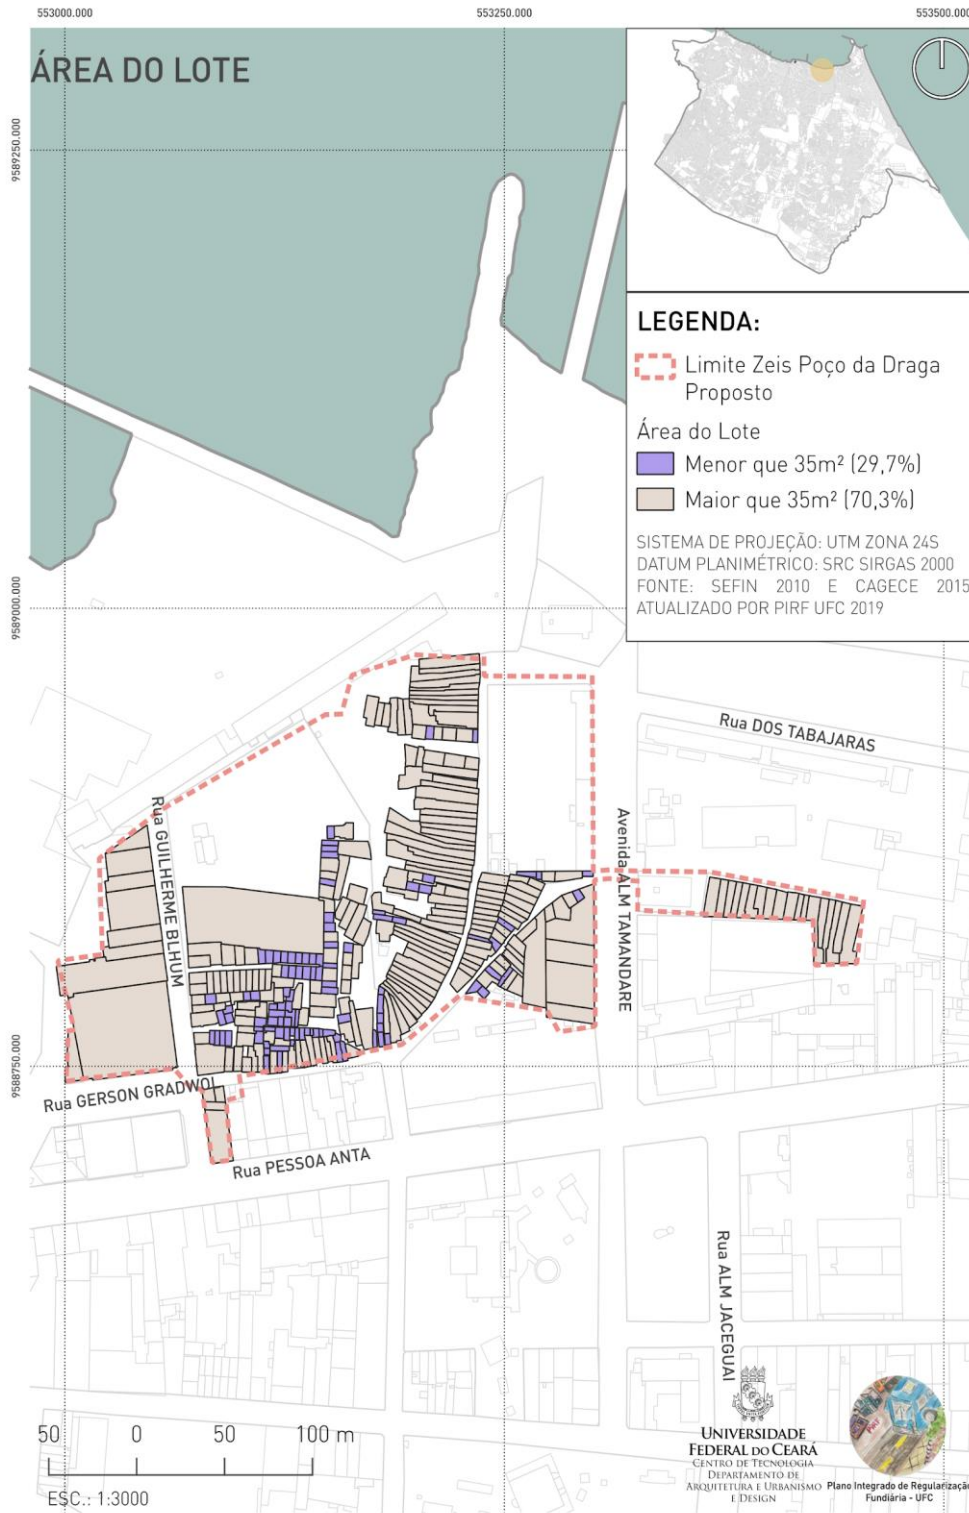 553000.000
553250.000
553500.000
ÁREA DO LOTE
9589250.000
LEGENDA:
Limite Zeis Poço da Draga
Proposto
Área do Lote
Menor que 35m² (29,7%)
Maior que 35m² (70,3%)
SISTEMA DE PROJEÇÃO: UTM ZONA 24S
DATUM PLANIMÉTRICO: SRC SIRGAS 2000
FONTE: SEFIN 2010 E CAGECE 2015
ATUALIZADO POR PIRF UFC 2019
9589000.000
Rua DOS TABAJARAS
Rua GUILHERME BLHUM
Avenida ALM TAMANDARE
9588750.000
Rua GERSON GRADWOL
Rua PESSOA ANTA
Rua ALM JACEGUAI
50 0 50 100 m
ESC.: 1:3000
UNIVERSIDADE
FEDERAL DO CEARÁ
CENTRO DE TECNOLOGIA
DEPARTAMENTO DE
ARQUITETURA E URBANISMO
E DESIGN
Plano Integrado de Regularização
Fundiária - UFC